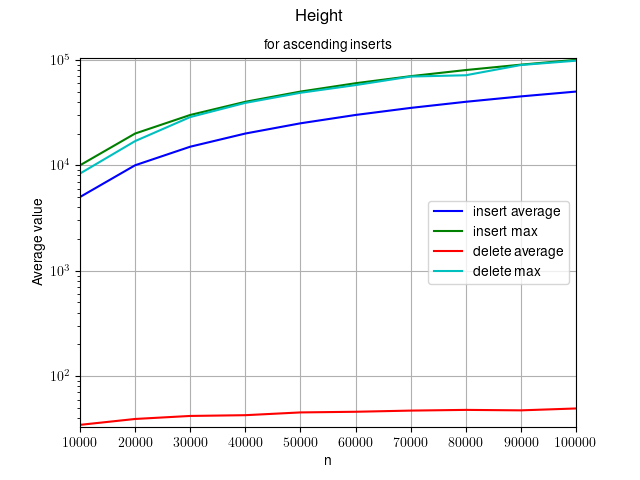 Height
for ascending inserts
10^5
10^4
10^3
10^2
Average value
insert average
insert max
delete average
delete max
10000 20000 30000 40000 50000 60000 70000 80000 90000 100000
n